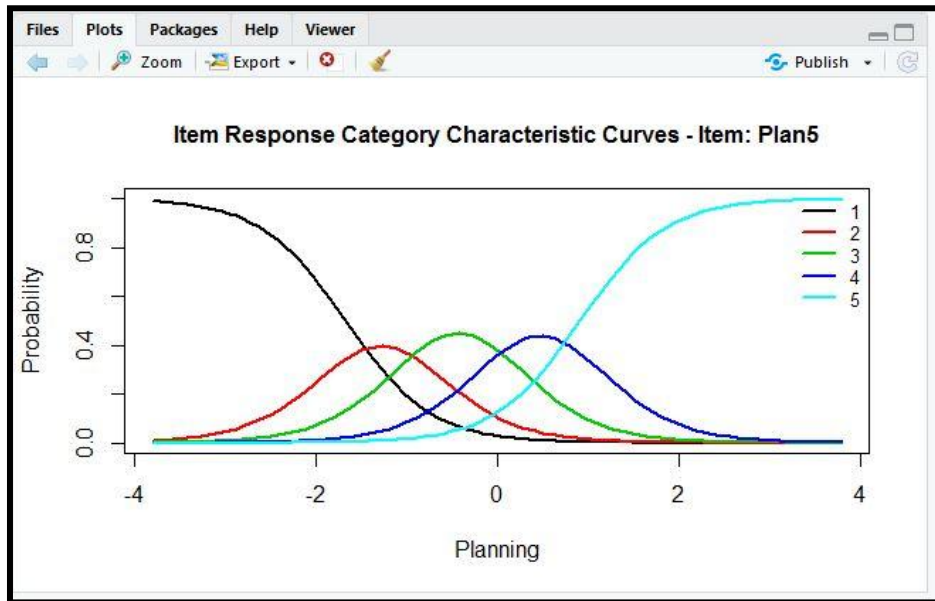 Files Plots Packages Help Viewer
Zoom Export Publish
Item Response Category Characteristic Curves - Item: Plan5
Probability
0.0 0.4 0.8
1
2
3
4
5
-4 -2 0 2 4
Planning